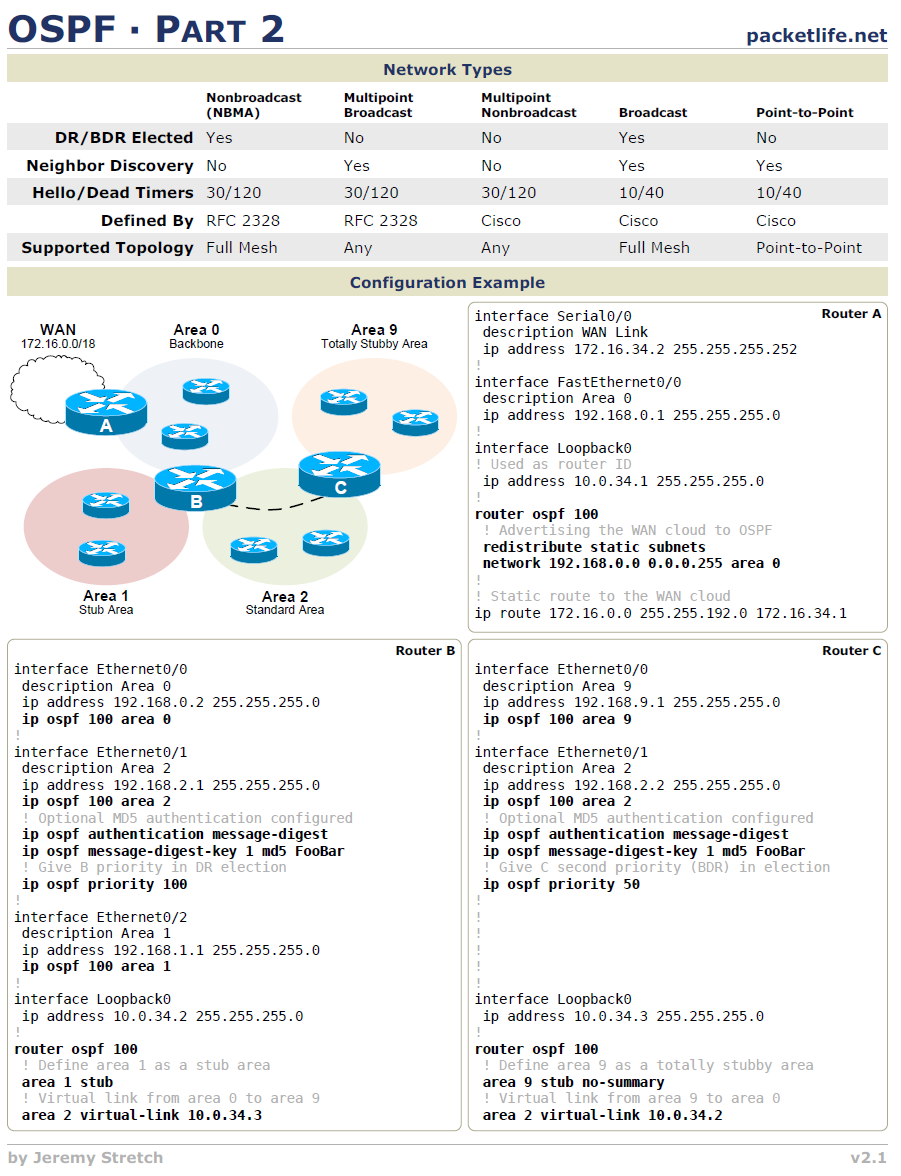 OSPF · PART 2
packetlife.net
Network Types
Nonbroadcast (NBMA) Multipoint Broadcast Multipoint Nonbroadcast Broadcast Point-to-Point
DR/BDR Elected Yes No No Yes No
Neighbor Discovery No Yes No Yes Yes
Hello/Dead Timers 30/120 30/120 30/120 10/40 10/40
Defined By RFC 2328 RFC 2328 Cisco Cisco Cisco
Supported Topology Full Mesh Any Any Full Mesh Point-to-Point
Configuration Example
WAN
172.16.0.0/18
Area 0
Backbone
Area 9
Totally Stubby Area
A
B
C
Area 1
Stub Area
Area 2
Standard Area
Router A
interface Serial0/0
description WAN Link
ip address 172.16.34.2 255.255.255.252
!
interface FastEthernet0/0
description Area 0
ip address 192.168.0.1 255.255.255.0
!
interface Loopback0
! Used as router ID
ip address 10.0.34.1 255.255.255.0
!
router ospf 100
! Advertising the WAN cloud to OSPF
redistribute static subnets
network 192.168.0.0 0.0.0.255 area 0
!
! Static route to the WAN cloud
ip route 172.16.0.0 255.255.192.0 172.16.34.1
Router B
interface Ethernet0/0
description Area 0
ip address 192.168.0.2 255.255.255.0
ip ospf 100 area 0
!
interface Ethernet0/1
description Area 2
ip address 192.168.2.1 255.255.255.0
ip ospf 100 area 2
! Optional MD5 authentication configured
ip ospf authentication message-digest
ip ospf message-digest-key 1 md5 FooBar
! Give B priority in DR election
ip ospf priority 100
!
interface Ethernet0/2
description Area 1
ip address 192.168.1.1 255.255.255.0
ip ospf 100 area 1
!
interface Loopback0
ip address 10.0.34.2 255.255.255.0
!
router ospf 100
! Define area 1 as a stub area
area 1 stub
! Virtual link from area 0 to area 9
area 2 virtual-link 10.0.34.3
Router C
interface Ethernet0/0
description Area 9
ip address 192.168.9.1 255.255.255.0
ip ospf 100 area 9
!
interface Ethernet0/1
description Area 2
ip address 192.168.2.2 255.255.255.0
ip ospf 100 area 2
! Optional MD5 authentication configured
ip ospf authentication message-digest
ip ospf message-digest-key 1 md5 FooBar
! Give C second priority (BDR) in election
ip ospf priority 50
!
!
!
!
!
!
interface Loopback0
ip address 10.0.34.3 255.255.255.0
!
router ospf 100
! Define area 9 as a totally stubby area
area 9 stub no-summary
! Virtual link from area 9 to area 0
area 2 virtual-link 10.0.34.2
by Jeremy Stretch
v2.1